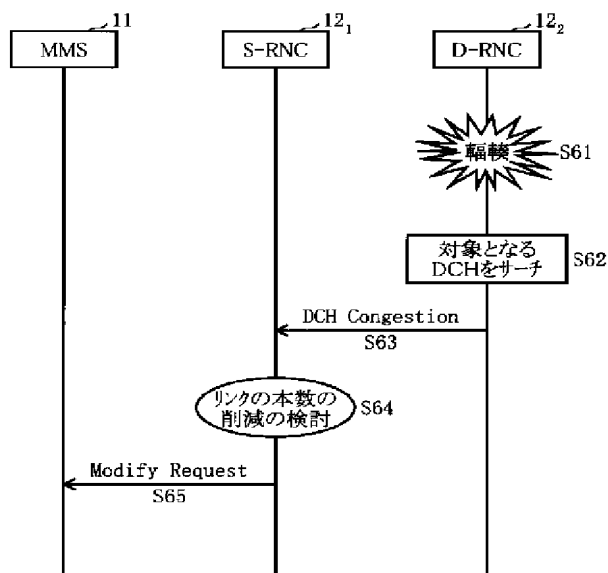 11
12₁
12₂
MMS
S-RNC
D-RNC
輻輳
S61
対象となる
DCHをサーチ
S62
DCH Congestion
S63
リンクの本数の
削減の検討
S64
Modify Request
S65